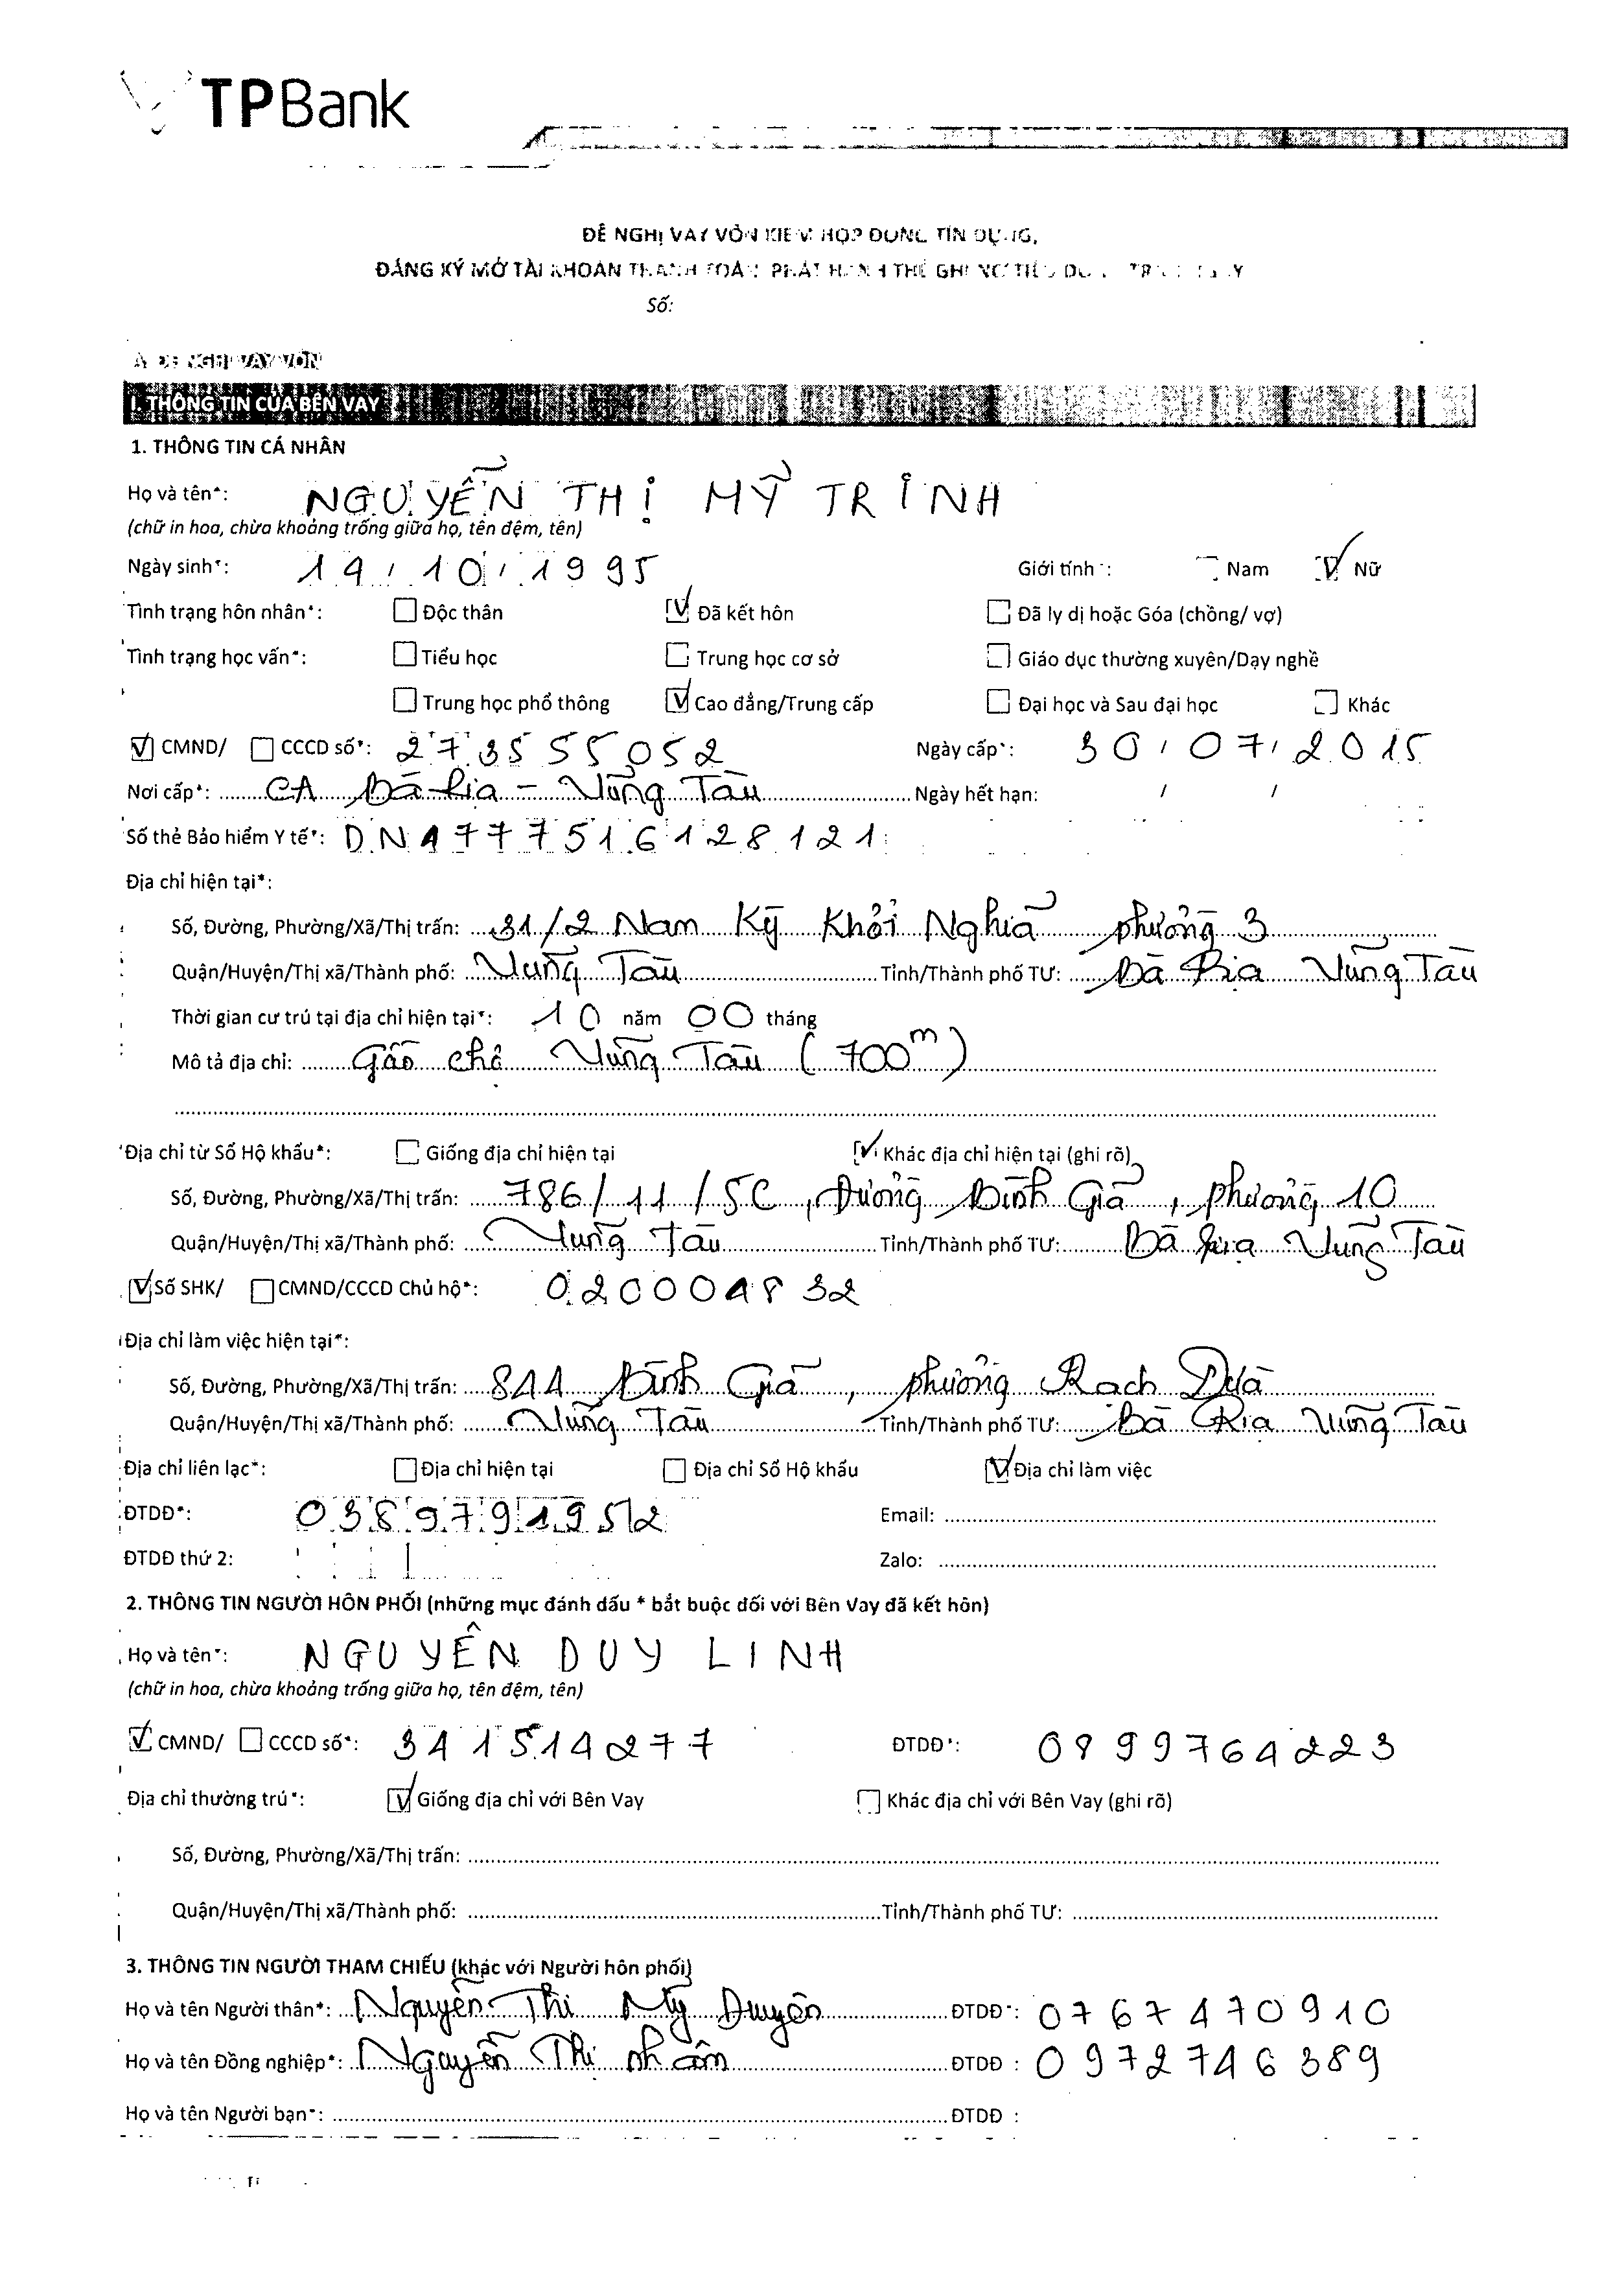 TPBank
ĐỀ NGHỊ VAY VỐN KIÊM HỢP ĐỒNG TÍN DỤNG,
ĐĂNG KÝ MỞ TÀI KHOẢN THANH TOÁN, PHÁT HÀNH THẺ GHI NỢ
Số:
A. ĐỀ NGHỊ VAY VỐN
I. THÔNG TIN CỦA BÊN VAY
1. THÔNG TIN CÁ NHÂN
Họ và tên*: NGUYỄN THỊ MỸ TRINH
(chữ in hoa, chừa khoảng trống giữa họ, tên đệm, tên)
Ngày sinh*: 19/10/1995 Giới tính*: Nam Nữ
Tình trạng hôn nhân*: Độc thân Đã kết hôn Đã ly dị hoặc Góa (chồng/ vợ)
Tình trạng học vấn*: Tiểu học Trung học cơ sở Giáo dục thường xuyên/Dạy nghề
Trung học phổ thông Cao đẳng/Trung cấp Đại học và Sau đại học Khác
CMND/ CCCD số*: 273555052 Ngày cấp*: 30/07/2015
Nơi cấp*: CA Bà Rịa - Vũng Tàu Ngày hết hạn: / /
Số thẻ Bảo hiểm Y tế*: DN4777516128121
Địa chỉ hiện tại*:
Số, Đường, Phường/Xã/Thị trấn: 31/2 Nam Kỳ Khởi Nghĩa phường 3
Quận/Huyện/Thị xã/Thành phố: Vũng Tàu Tỉnh/Thành phố TƯ: Bà Rịa Vũng Tàu
Thời gian cư trú tại địa chỉ hiện tại*: 10 năm 00 tháng
Mô tả địa chỉ: Gần chợ Vũng Tàu (700m)
Địa chỉ từ Sổ Hộ khẩu*: Giống địa chỉ hiện tại Khác địa chỉ hiện tại (ghi rõ)
Số, Đường, Phường/Xã/Thị trấn: 786/11/5C, Đường Bình Giã, phường 10
Quận/Huyện/Thị xã/Thành phố: Vũng Tàu Tỉnh/Thành phố TƯ: Bà Rịa Vũng Tàu
Số SHK/ CMND/CCCD Chủ hộ*: 020004832
Địa chỉ làm việc hiện tại*:
Số, Đường, Phường/Xã/Thị trấn: 844 Bình Giã, phường Rạch Dừa
Quận/Huyện/Thị xã/Thành phố: Vũng Tàu Tỉnh/Thành phố TƯ: Bà Rịa Vũng Tàu
Địa chỉ liên lạc*: Địa chỉ hiện tại Địa chỉ Sổ Hộ khẩu Địa chỉ làm việc
ĐTDĐ*: 0389791952 Email:
ĐTDĐ thứ 2: Zalo:
2. THÔNG TIN NGƯỜI HÔN PHỐI (những mục đánh dấu * bắt buộc đối với Bên Vay đã kết hôn)
Họ và tên*: NGUYÊN DUY LINH
(chữ in hoa, chừa khoảng trống giữa họ, tên đệm, tên)
CMND/ CCCD số*: 341514277 ĐTDĐ*: 0899764223
Địa chỉ thường trú*: Giống địa chỉ với Bên Vay Khác địa chỉ với Bên Vay (ghi rõ)
Số, Đường, Phường/Xã/Thị trấn:
Quận/Huyện/Thị xã/Thành phố: Tỉnh/Thành phố TƯ:
3. THÔNG TIN NGƯỜI THAM CHIẾU (khác với Người hôn phối)
Họ và tên Người thân*: Nguyễn Thị Mỹ Duyên ĐTDĐ*: 0767470910
Họ và tên Đồng nghiệp*: Nguyễn Thị Nhâm ĐTDĐ : 0972746389
Họ và tên Người bạn*: ĐTDĐ :